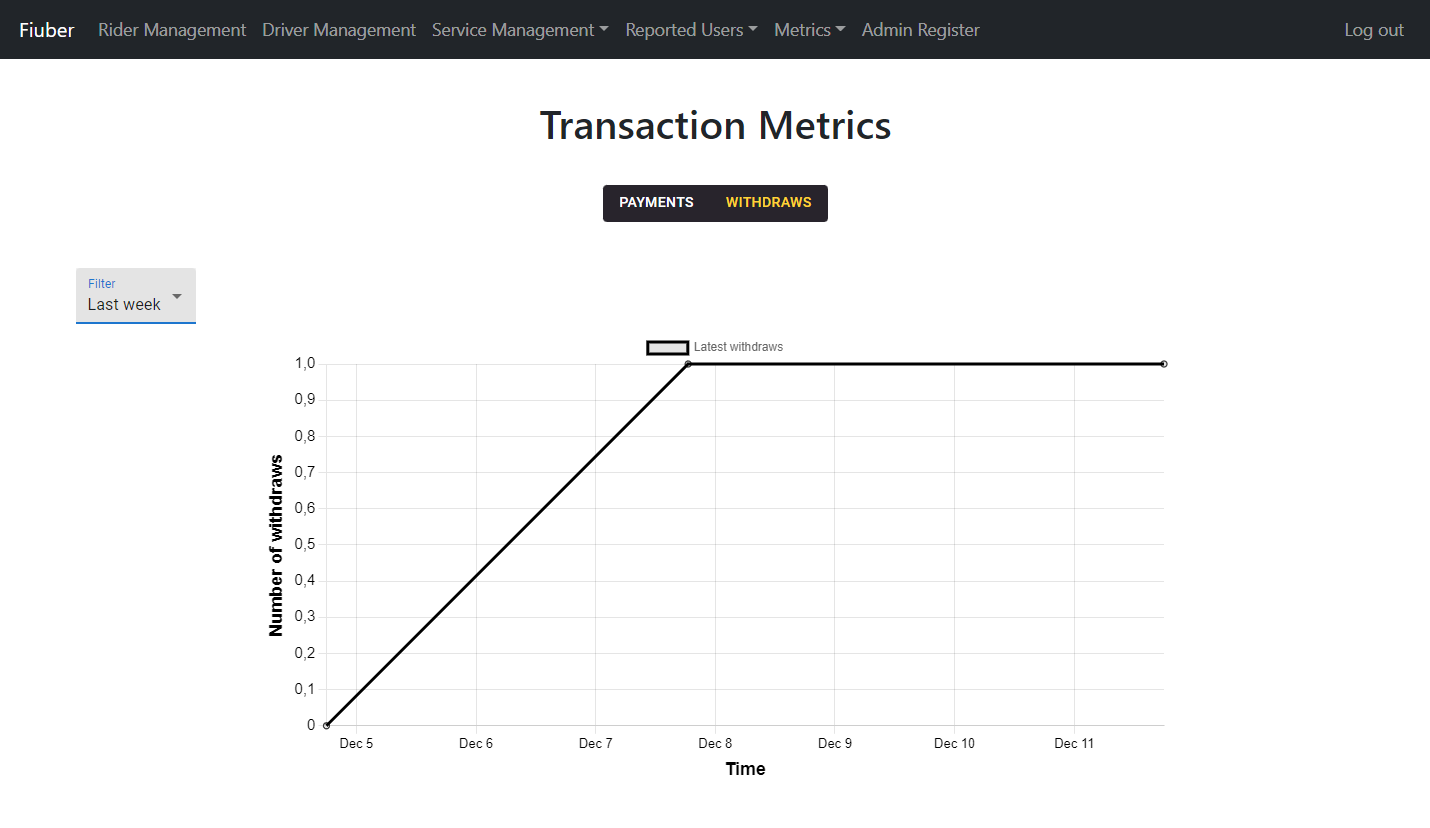 Fiuber Rider Management Driver Management Service Management Reported Users Metrics Admin Register Log out
Transaction Metrics
PAYMENTS WITHDRAWS
Filter
Last week
Latest withdraws
1,0
0,9
0,8
0,7
0,6
0,5
0,4
0,3
0,2
0,1
0
Number of withdraws
Dec 5 Dec 6 Dec 7 Dec 8 Dec 9 Dec 10 Dec 11
Time